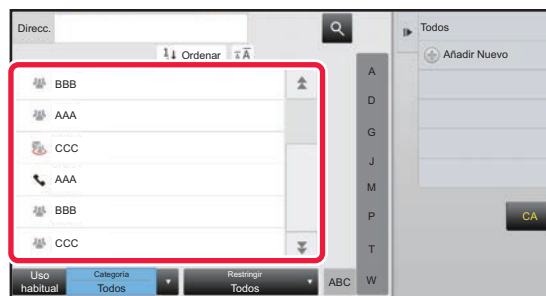 Direcc.
Todos
Ordenar
Añadir Nuevo
BBB
AAA
CCC
AAA
BBB
CCC
A
D
G
J
M
P
T
W
CA
Uso habitual
Categoría
Todos
Restringir
Todos
ABC